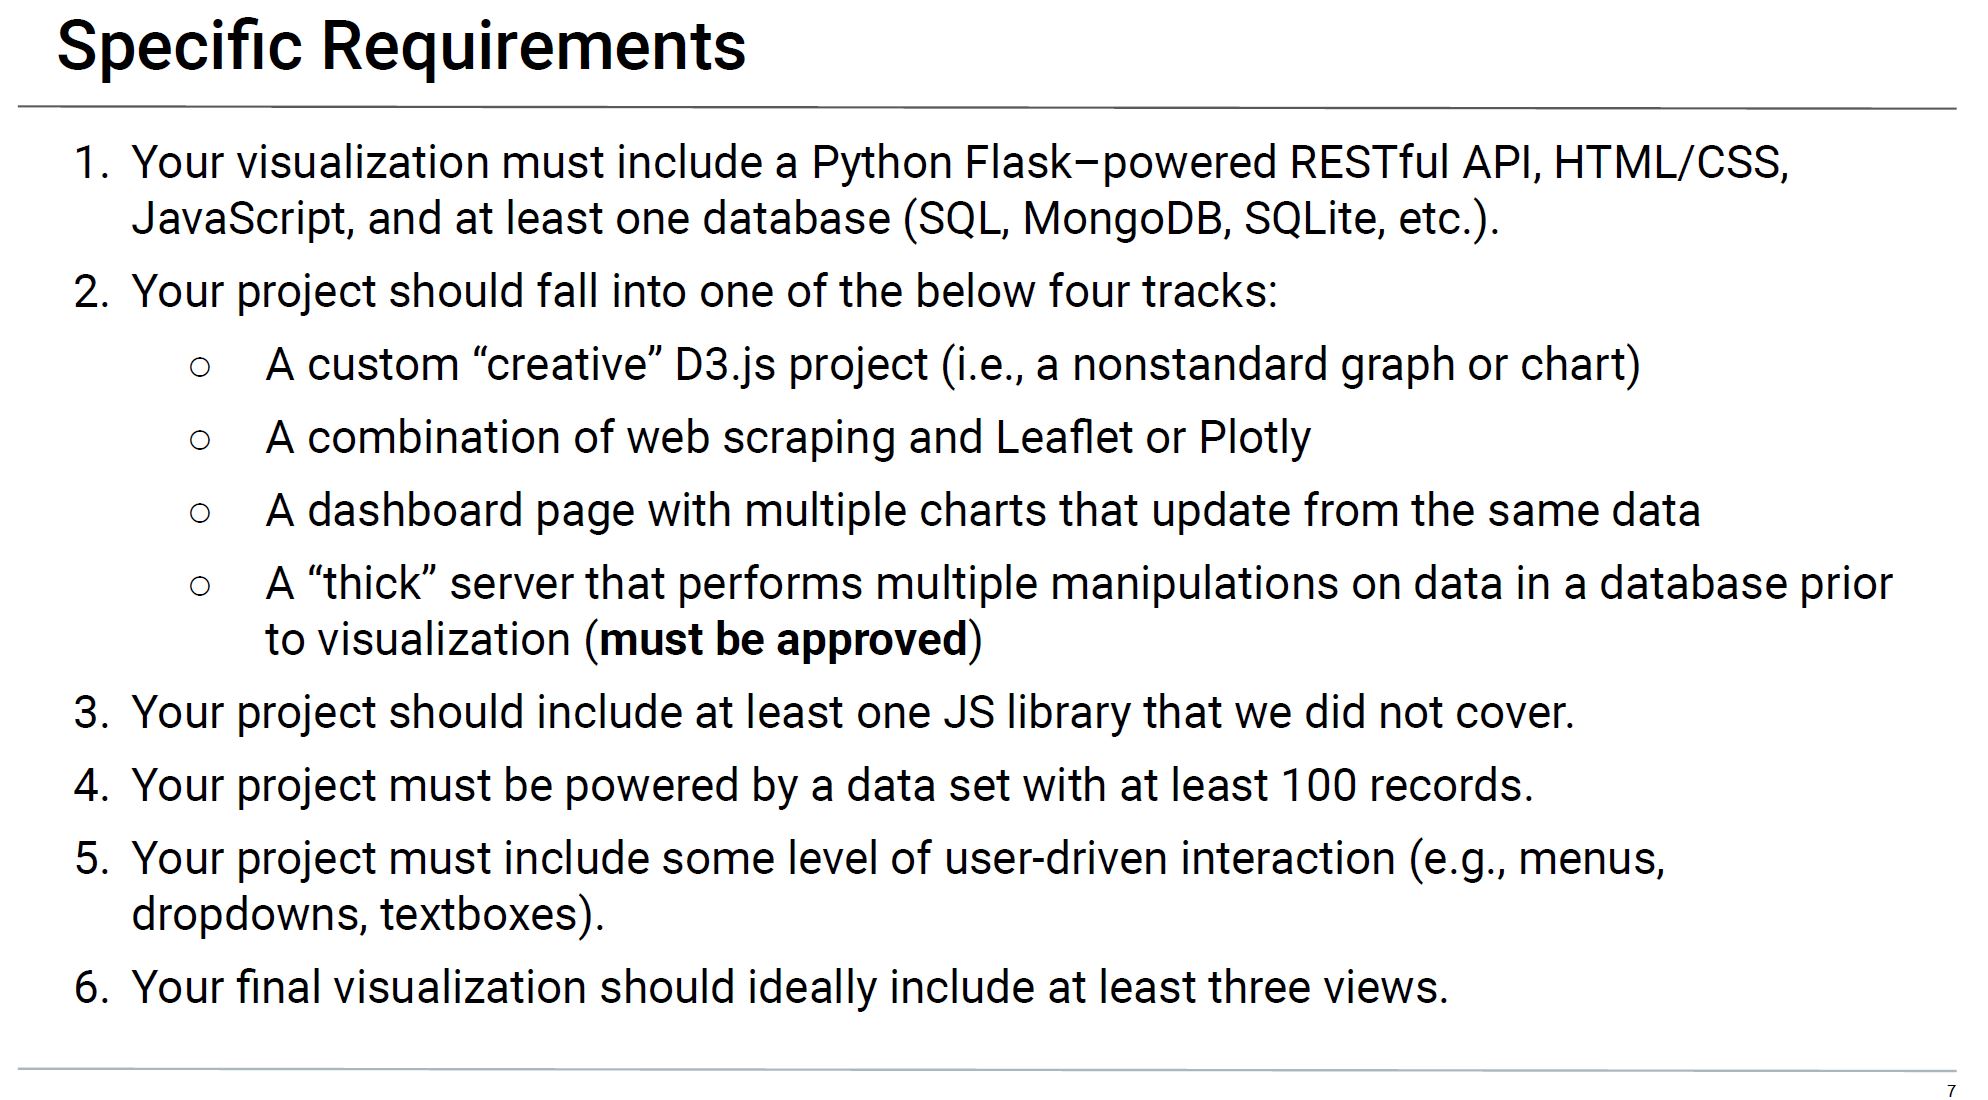 Specific Requirements
1. Your visualization must include a Python Flask–powered RESTful API, HTML/CSS,
JavaScript, and at least one database (SQL, MongoDB, SQLite, etc.).
2. Your project should fall into one of the below four tracks:
○ A custom “creative” D3.js project (i.e., a nonstandard graph or chart)
○ A combination of web scraping and Leaflet or Plotly
○ A dashboard page with multiple charts that update from the same data
○ A “thick” server that performs multiple manipulations on data in a database prior
to visualization (must be approved)
3. Your project should include at least one JS library that we did not cover.
4. Your project must be powered by a data set with at least 100 records.
5. Your project must include some level of user-driven interaction (e.g., menus,
dropdowns, textboxes).
6. Your final visualization should ideally include at least three views.
7